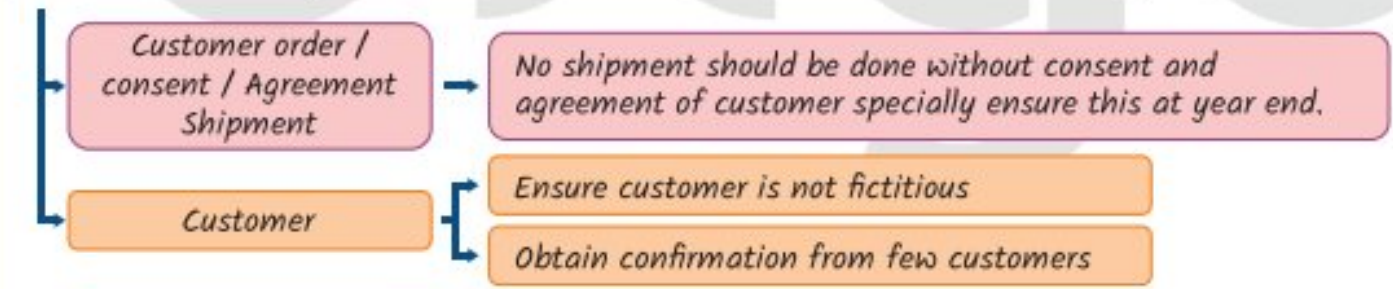 Customer order /
consent / Agreement
Shipment
No shipment should be done without consent and
agreement of customer specially ensure this at year end.
Customer
Ensure customer is not fictitious
Obtain confirmation from few customers